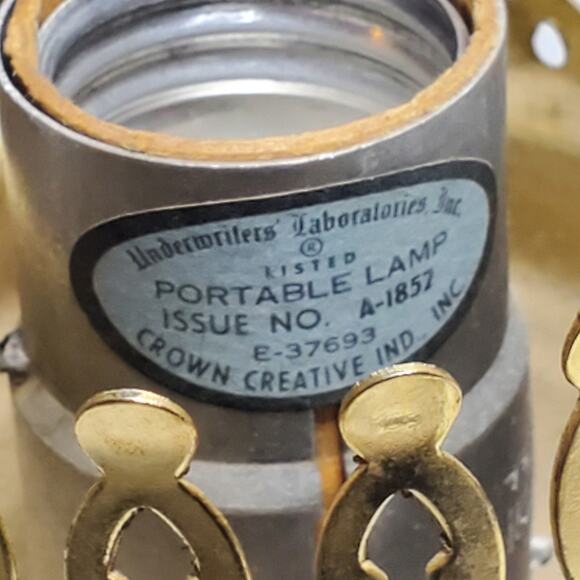 Underwriters' Laboratories, Inc.
®
LISTED
PORTABLE LAMP
ISSUE NO. A-1857
E-37693
CROWN CREATIVE IND., INC